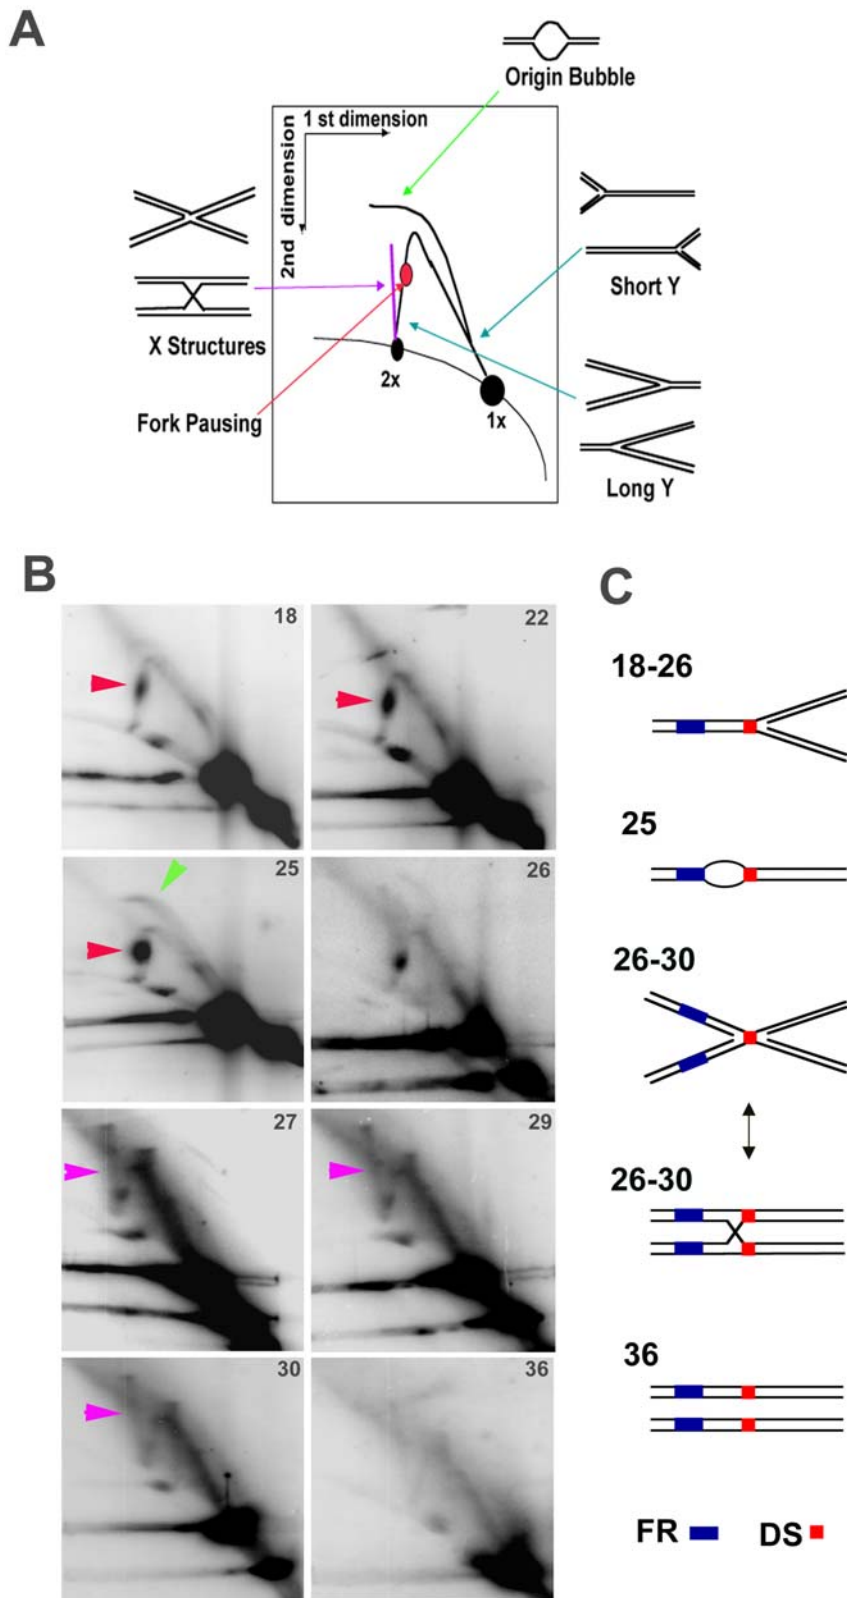 A
Origin Bubble
1 st dimension
2nd dimension
X Structures
Short Y
2x
Fork Pausing
1x
Long Y
B
C
18
22
18-26
25
25
26
26-30
27
29
26-30
30
36
36
FR
DS